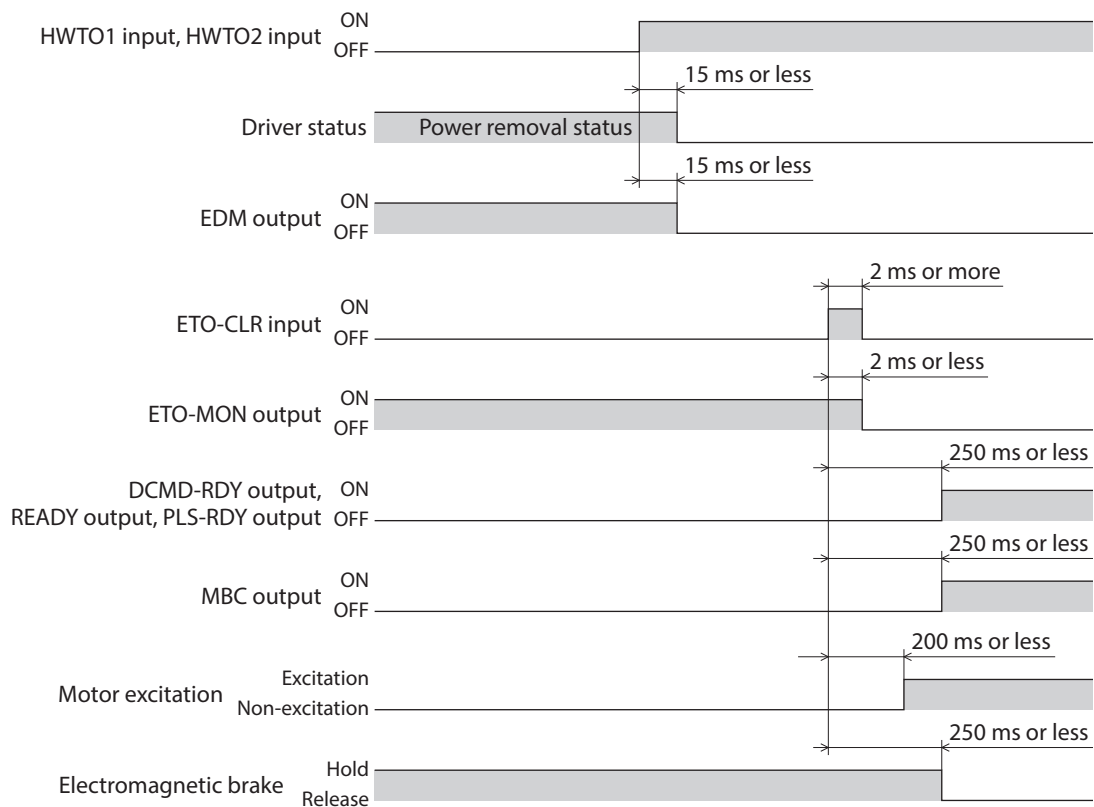 HWTO1 input, HWTO2 input
ON
OFF
15 ms or less
Driver status
Power removal status
15 ms or less
EDM output
ON
OFF
2 ms or more
ETO-CLR input
ON
OFF
2 ms or less
ETO-MON output
ON
OFF
250 ms or less
DCMD-RDY output,
READY output, PLS-RDY output
ON
OFF
250 ms or less
MBC output
ON
OFF
200 ms or less
Motor excitation
Excitation
Non-excitation
250 ms or less
Electromagnetic brake
Hold
Release